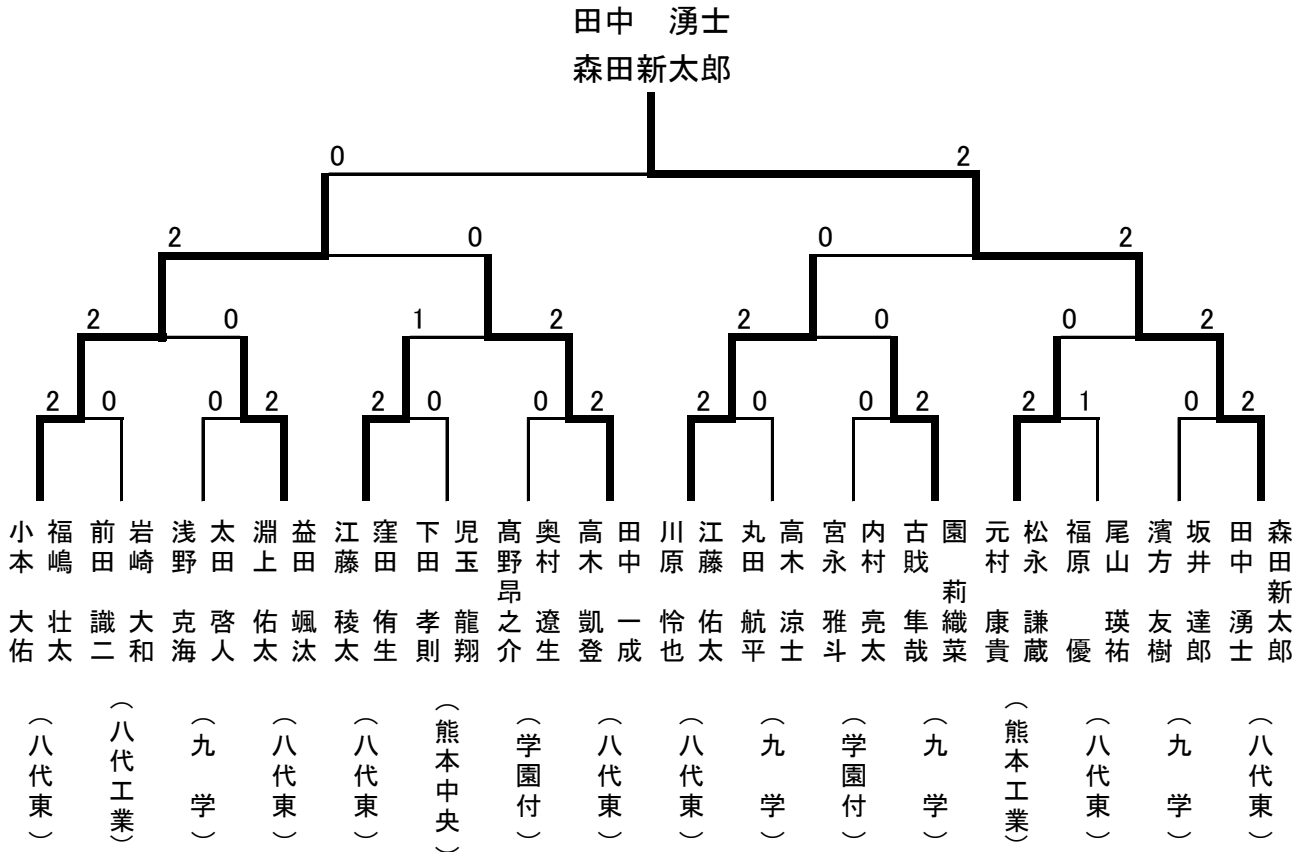 田中　湧士
森田新太郎
0 2
2 0 0 2
2 0 1 2 2 0 0 2
2 0 0 2 2 0 0 2 2 0 0 2 2 1 0 2
小本　大佑
福嶋　壮太
前田　識二
岩崎　大和
浅野　克海
太田　啓人
淵上　佑太
益田　颯汰
江藤　稜太
窪田　侑生
下田　孝則
児玉　龍翔
髙野昂之介
奥村　遼生
高木　凱登
田中　一成
川原　怜也
江藤　佑太
丸田　航平
高木　涼士
宮永　雅斗
内村　亮太
古賎　隼哉
園　莉織菜
元村　康貴
松永　謙蔵
福原　優
尾山　瑛祐
濱方　友樹
坂井　達郎
田中　湧士
森田新太郎
（八代東）
（八代工業）
（九　学）
（八代東）
（八代東）
（熊本中央）
（学園付）
（八代東）
（八代東）
（九　学）
（学園付）
（九　学）
（熊本工業）
（八代東）
（九　学）
（八代東）